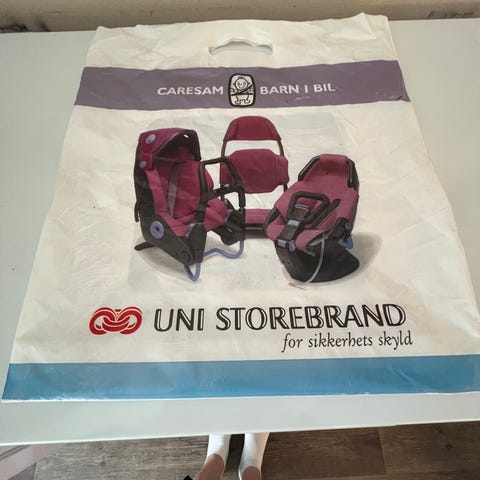 CARESAM BARN I BIL
UNI STOREBRAND
for sikkerhets skyld